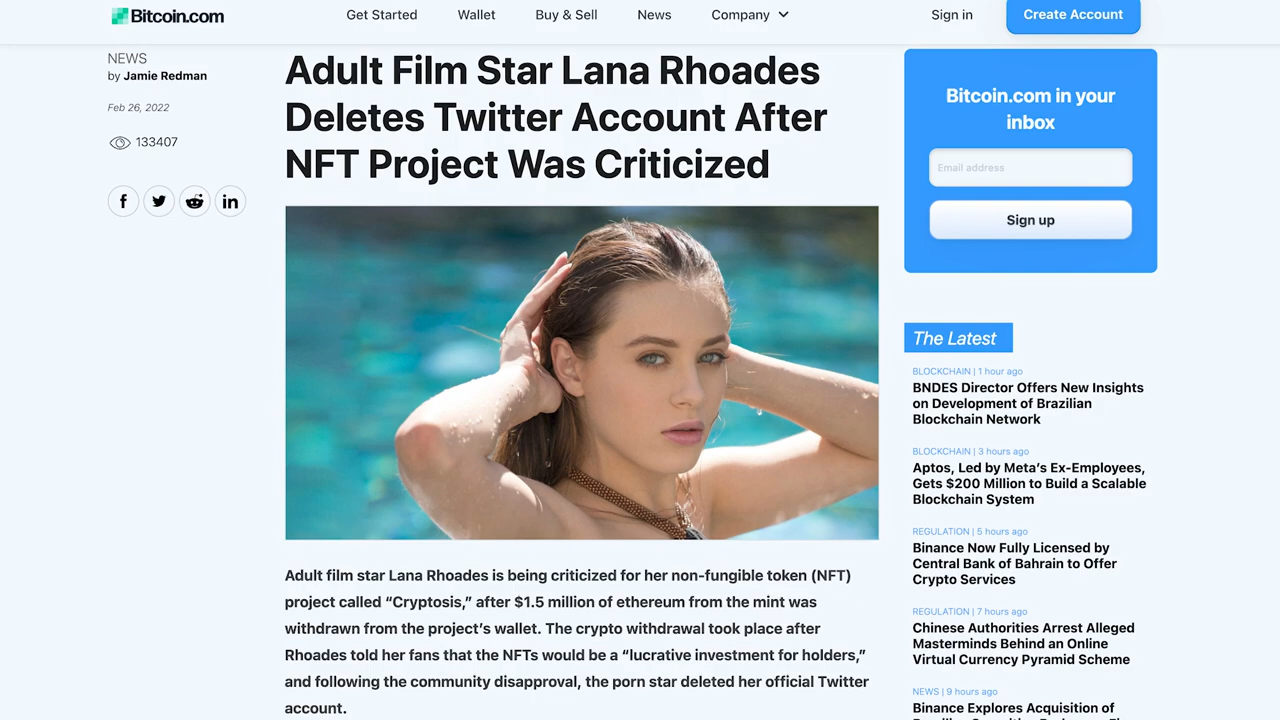 Bitcoin.com
Get Started
Wallet
Buy & Sell
News
Company
Sign in
Create Account
NEWS
by Jamie Redman
Feb 26, 2022
133407
Adult Film Star Lana Rhoades
Deletes Twitter Account After
NFT Project Was Criticized
Adult film star Lana Rhoades is being criticized for her non-fungible token (NFT)
project called “Cryptosis,” after $1.5 million of ethereum from the mint was
withdrawn from the project’s wallet. The crypto withdrawal took place after
Rhoades told her fans that the NFTs would be a “lucrative investment for holders,”
and following the community disapproval, the porn star deleted her official Twitter
account.
Bitcoin.com in your
inbox
Email address
Sign up
The Latest
BLOCKCHAIN | 1 hour ago
BNDES Director Offers New Insights
on Development of Brazilian
Blockchain Network
BLOCKCHAIN | 3 hours ago
Aptos, Led by Meta’s Ex-Employees,
Gets $200 Million to Build a Scalable
Blockchain System
REGULATION | 5 hours ago
Binance Now Fully Licensed by
Central Bank of Bahrain to Offer
Crypto Services
REGULATION | 7 hours ago
Chinese Authorities Arrest Alleged
Masterminds Behind an Online
Virtual Currency Pyramid Scheme
NEWS | 9 hours ago
Binance Explores Acquisition of